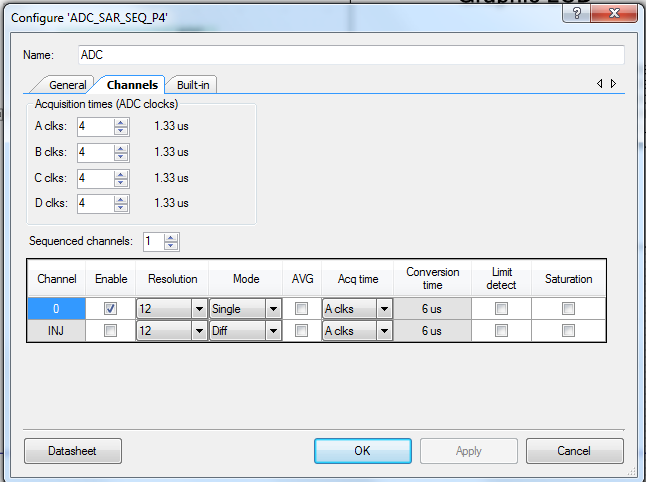 Graphic LCD
Configure 'ADC_SAR_SEQ_P4'
?
Name: ADC
General Channels Built-in
Acquisition times (ADC clocks)
A clks: 4 1.33 us
B clks: 4 1.33 us
C clks: 4 1.33 us
D clks: 4 1.33 us
Sequenced channels: 1
Channel Enable Resolution Mode AVG Acq time Conversion time Limit detect Saturation
0 12 Single A clks 6 us
INJ 12 Diff A clks 6 us
Datasheet OK Apply Cancel